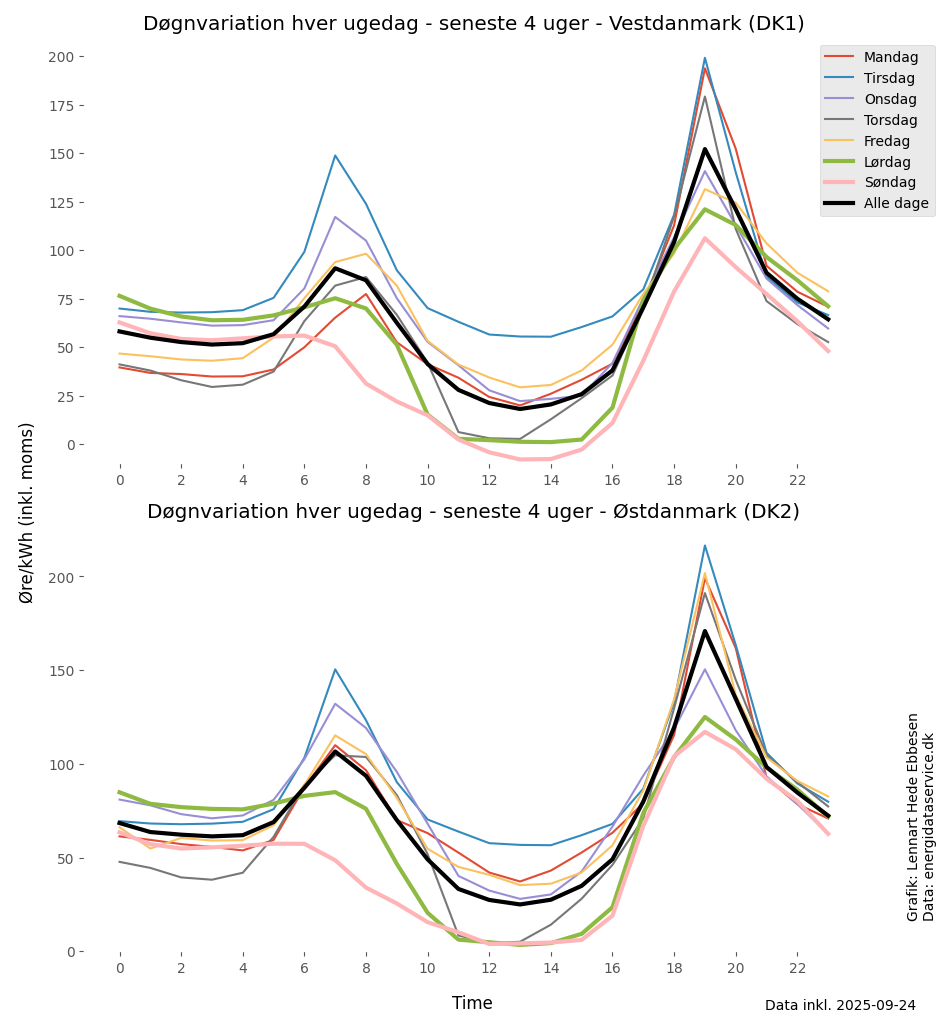 Døgnvariation hver ugedag - seneste 4 uger - Vestdanmark (DK1)
200
175
150
125
100
75
50
25
0
0 2 4 6 8 10 12 14 16 18 20 22
Mandag
Tirsdag
Onsdag
Torsdag
Fredag
Lørdag
Søndag
Alle dage
Øre/kWh (inkl. moms)
Døgnvariation hver ugedag - seneste 4 uger - Østdanmark (DK2)
200
150
100
50
0
0 2 4 6 8 10 12 14 16 18 20 22
Time
Grafik: Lennart Hede Ebbesen
Data: energidataservice.dk
Data inkl. 2025-09-24